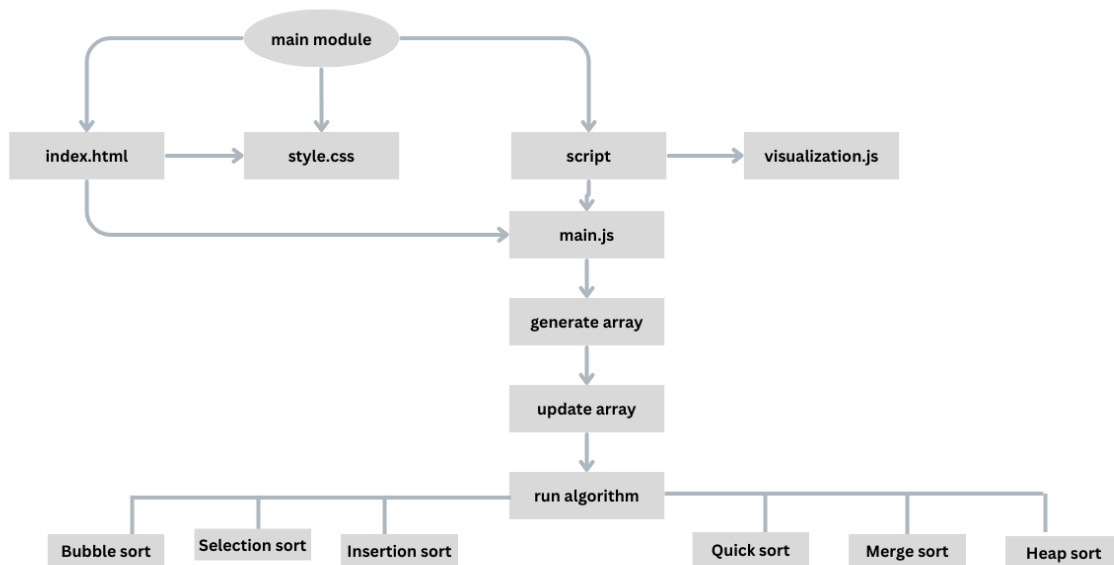 main module
index.html
style.css
script
visualization.js
main.js
generate array
update array
run algorithm
Bubble sort
Selection sort
Insertion sort
Quick sort
Merge sort
Heap sort